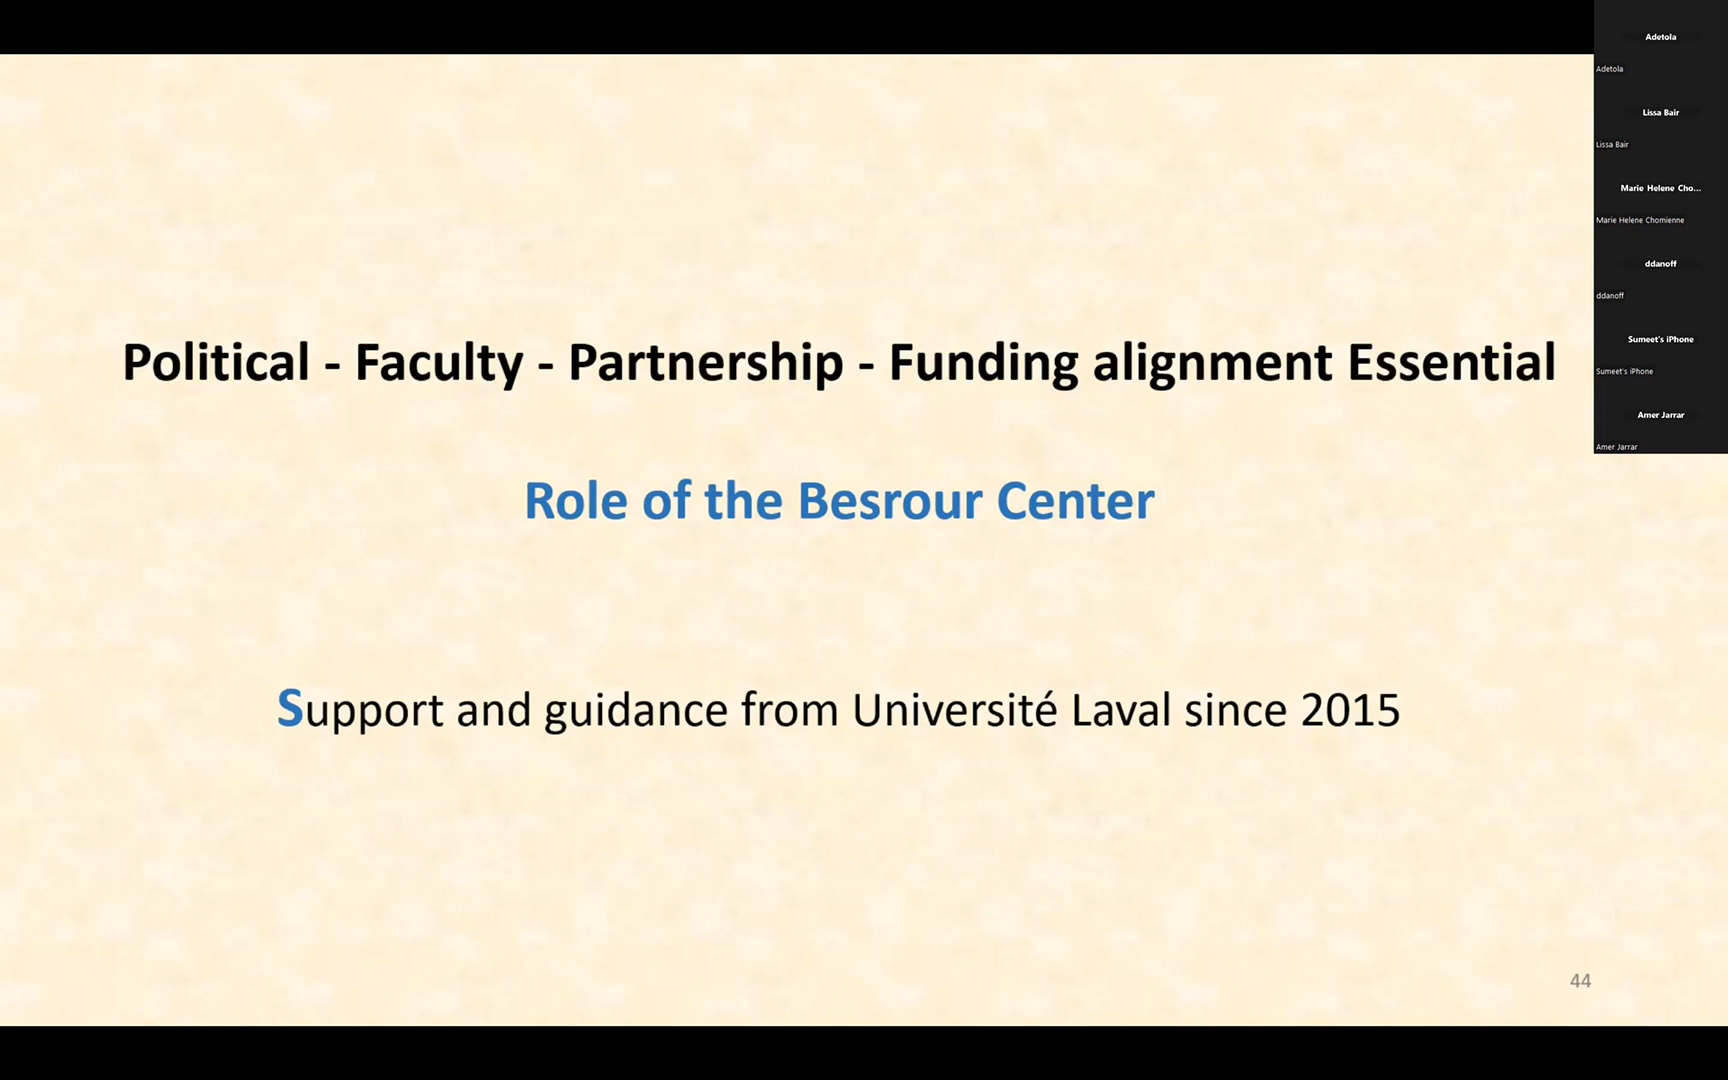 Political - Faculty - Partnership - Funding alignment Essential
Role of the Besrour Center
Support and guidance from Université Laval since 2015
44
Adetola
Adetola
Lissa Bair
Lissa Bair
Marie Helene Cho...
Marie Helene Chomienne
ddanoff
ddanoff
Sumeet's iPhone
Sumeet's iPhone
Amer Jarrar
Amer Jarrar